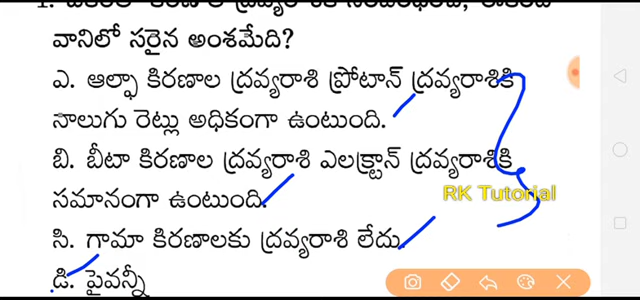 వానిలో సరైన అంశమేది?
ఎ. ఆల్ఫా కిరణాల ద్రవ్యరాశి ప్రోటాన్ ద్రవ్యరాశికి
నాలుగు రెట్లు అధికంగా ఉంటుంది.
బి. బీటా కిరణాల ద్రవ్యరాశి ఎలక్ట్రాన్ ద్రవ్యరాశికి
సమానంగా ఉంటుంది.
RK Tutorial
సి. గామా కిరణాలకు ద్రవ్యరాశి లేదు
డి. పైవన్నీ